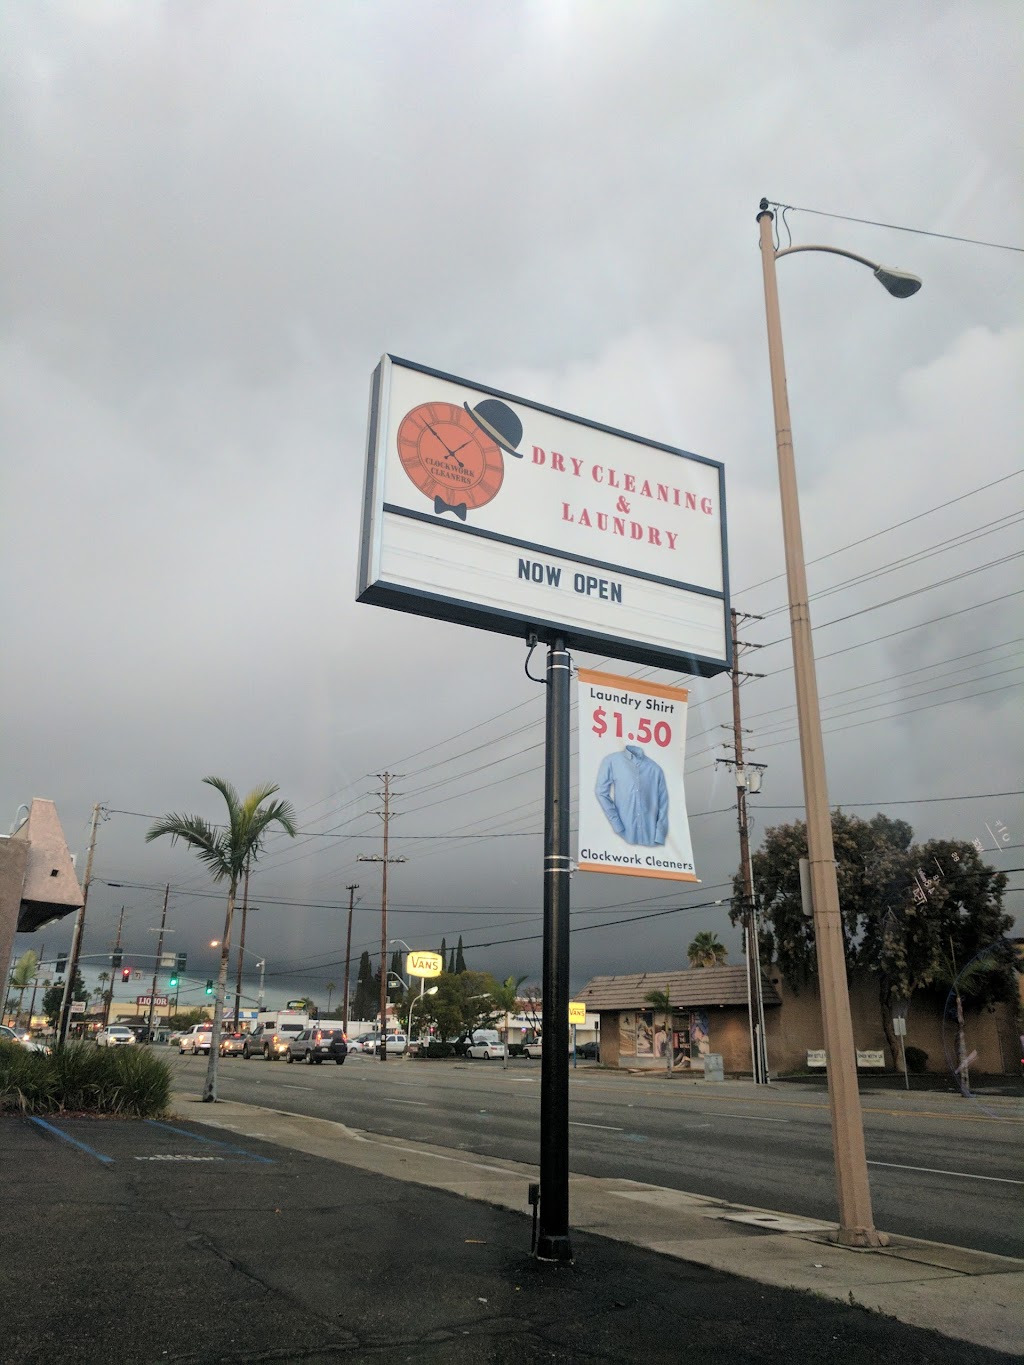 CLOCKWORK
CLEANERS
DRY CLEANING
&
LAUNDRY
NOW OPEN
Laundry Shirt
$1.50
Clockwork Cleaners
VANS
VANS
LIQUOR